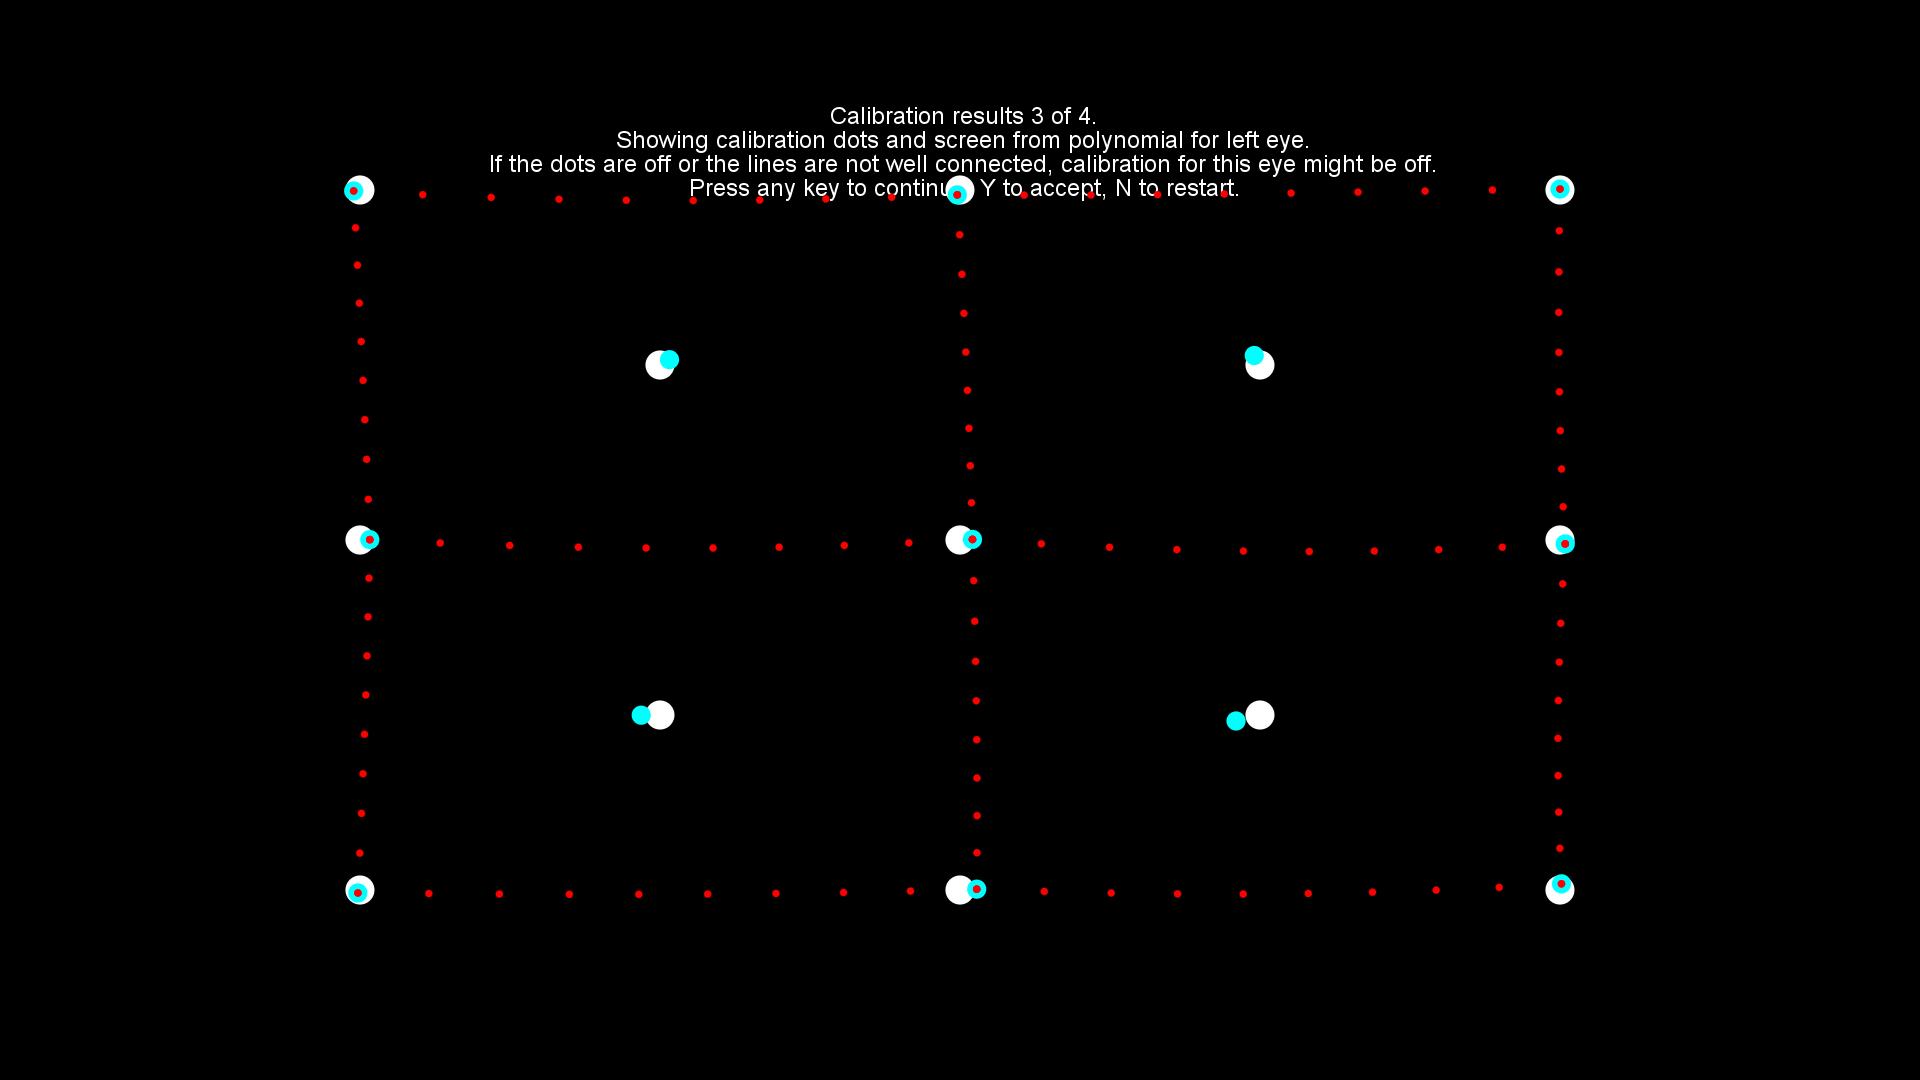 Calibration results 3 of 4.
Showing calibration dots and screen from polynomial for left eye.
If the dots are off or the lines are not well connected, calibration for this eye might be off.
Press any key to continue, Y to accept, N to restart.